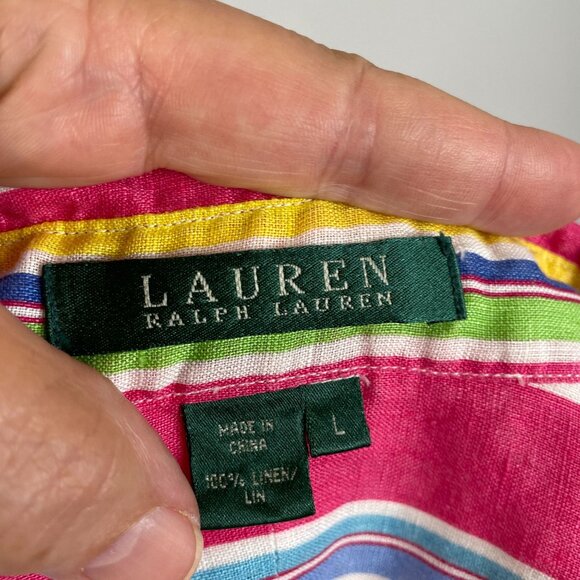 LAUREN
RALPH LAUREN
L
MADE IN
CHINA
100% LINEN/
LIN